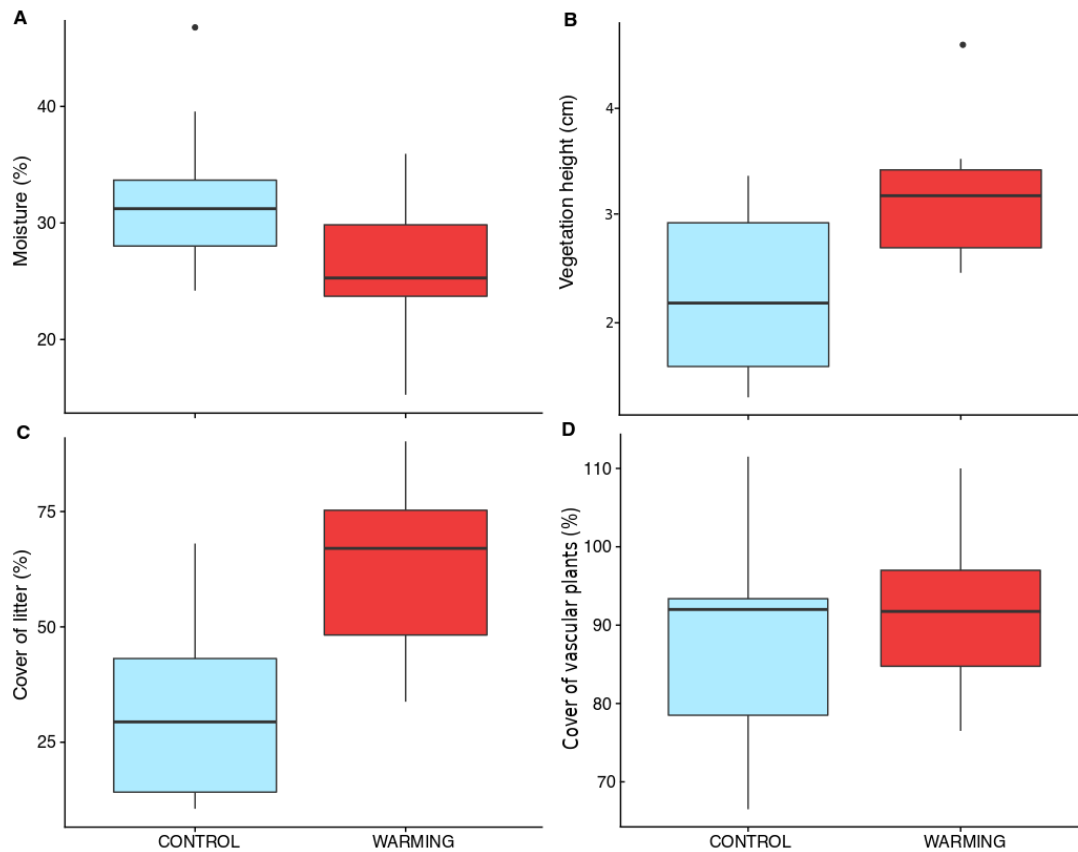 A
Moisture (%)
40
30
20
B
Vegetation height (cm)
4
3
2
C
Cover of litter (%)
75
50
25
CONTROL
WARMING
D
Cover of vascular plants (%)
110
100
90
80
70
CONTROL
WARMING